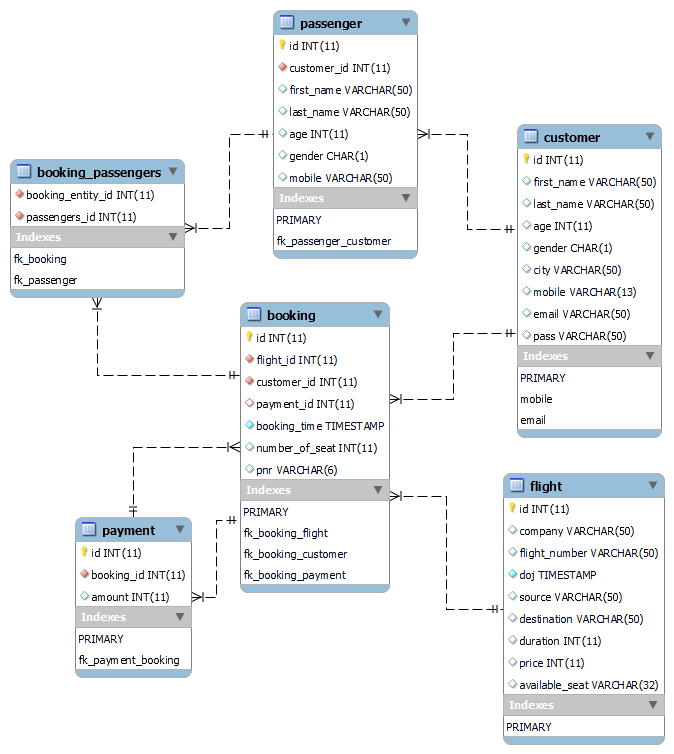 passenger
id INT(11)
customer_id INT(11)
first_name VARCHAR(50)
last_name VARCHAR(50)
age INT(11)
gender CHAR(1)
mobile VARCHAR(50)
Indexes
PRIMARY
fk_passenger_customer
customer
id INT(11)
first_name VARCHAR(50)
last_name VARCHAR(50)
age INT(11)
gender CHAR(1)
city VARCHAR(50)
mobile VARCHAR(13)
email VARCHAR(50)
pass VARCHAR(50)
Indexes
PRIMARY
mobile
email
booking_passengers
booking_entity_id INT(11)
passengers_id INT(11)
Indexes
fk_booking
fk_passenger
booking
id INT(11)
flight_id INT(11)
customer_id INT(11)
payment_id INT(11)
booking_time TIMESTAMP
number_of_seat INT(11)
pnr VARCHAR(6)
Indexes
PRIMARY
fk_booking_flight
fk_booking_customer
fk_booking_payment
payment
id INT(11)
booking_id INT(11)
amount INT(11)
Indexes
PRIMARY
fk_payment_booking
flight
id INT(11)
company VARCHAR(50)
flight_number VARCHAR(50)
doj TIMESTAMP
source VARCHAR(50)
destination VARCHAR(50)
duration INT(11)
price INT(11)
available_seat VARCHAR(32)
Indexes
PRIMARY